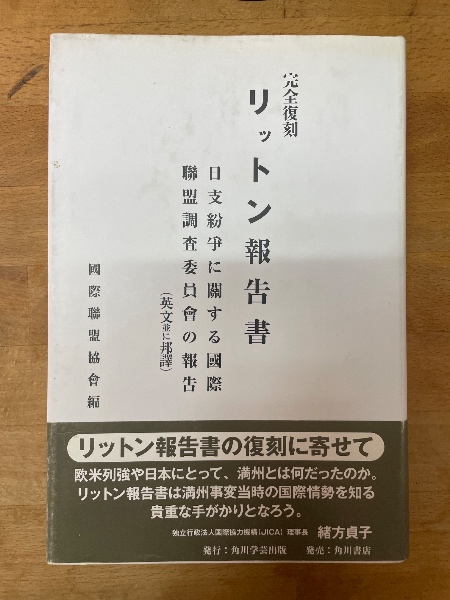 完全復刻
リットン報告書
日支紛爭に關する國際
聯盟調査委員會の報告
（英文並に邦譯）
國際聯盟協會編
リットン報告書の復刻に寄せて
欧米列強や日本にとって、満州とは何だったのか。
リットン報告書は満州事変当時の国際情勢を知る
貴重な手がかりとなろう。
独立行政法人国際協力機構（JICA）理事長 緒方貞子
発行：角川学芸出版 発売：角川書店